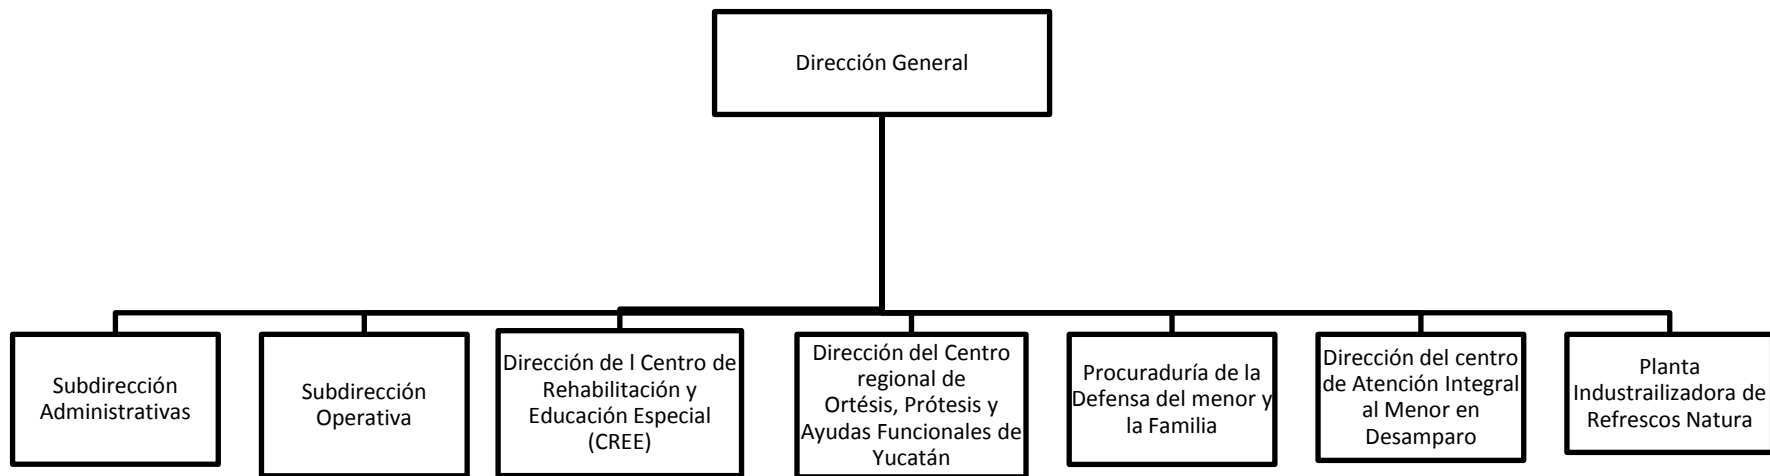 Dirección General
Subdirección
Administrativas
Subdirección
Operativa
Dirección de l Centro de
Rehabilitación y
Educación Especial
(CREE)
Dirección del Centro
regional de
Ortésis, Prótesis y
Ayudas Funcionales de
Yucatán
Procuraduría de la
Defensa del menor y
la Familia
Dirección del centro
de Atención Integral
al Menor en
Desamparo
Planta
Industrailizadora de
Refrescos Natura